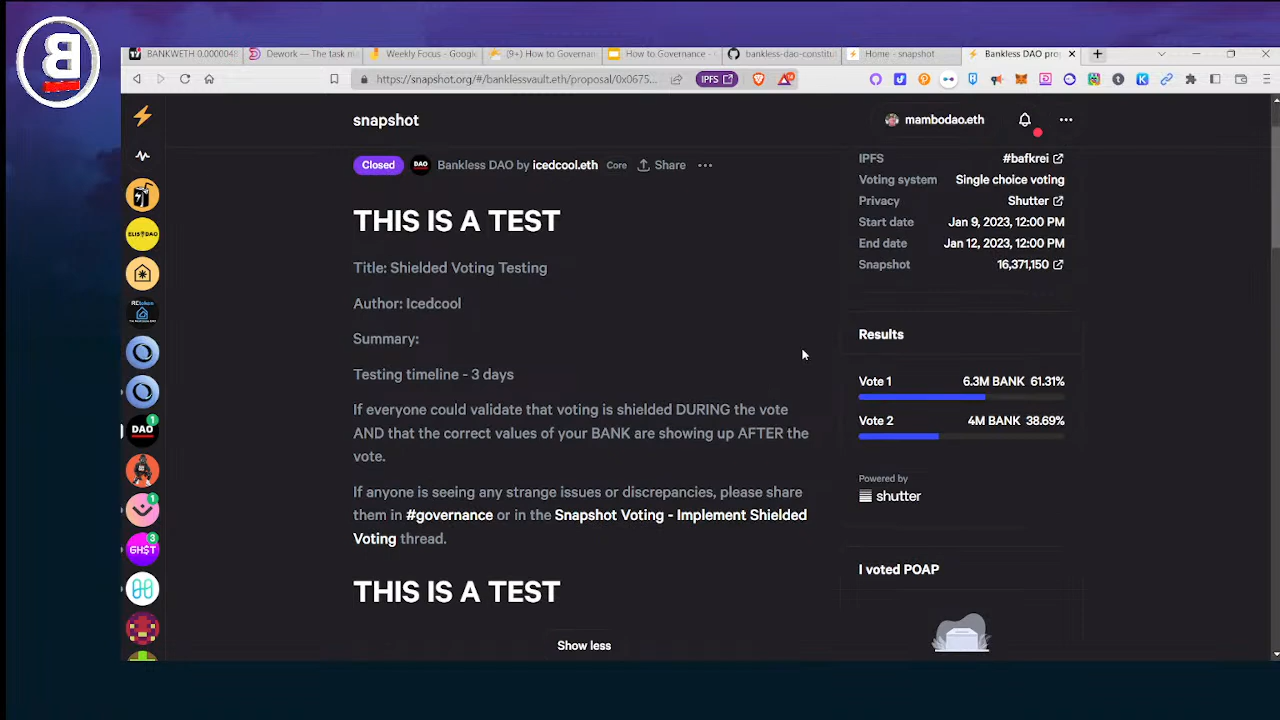 BANKWETH 0.0000048
Dework — The task m
Weekly Focus - Googl
(9+) How to Governa
How to Governance -
bankless-dao-constitu
Home - snapshot
Bankless DAO pro
https://snapshot.org/#/banklessvault.eth/proposal/0x0675...
IPFS
snapshot
mambodao.eth
Closed
DAO
Bankless DAO by icedcool.eth Core
Share
THIS IS A TEST
Title: Shielded Voting Testing
Author: Icedcool
Summary:
Testing timeline - 3 days
If everyone could validate that voting is shielded DURING the vote
AND that the correct values of your BANK are showing up AFTER the
vote.
If anyone is seeing any strange issues or discrepancies, please share
them in #governance or in the Snapshot Voting - Implement Shielded
Voting thread.
THIS IS A TEST
Show less
IPFS #bafkrei
Voting system Single choice voting
Privacy Shutter
Start date Jan 9, 2023, 12:00 PM
End date Jan 12, 2023, 12:00 PM
Snapshot 16,371,150
Results
Vote 1 6.3M BANK 61.31%
Vote 2 4M BANK 38.69%
Powered by
shutter
I voted POAP
ELISDAO
DAO
1
1
GH$T
3